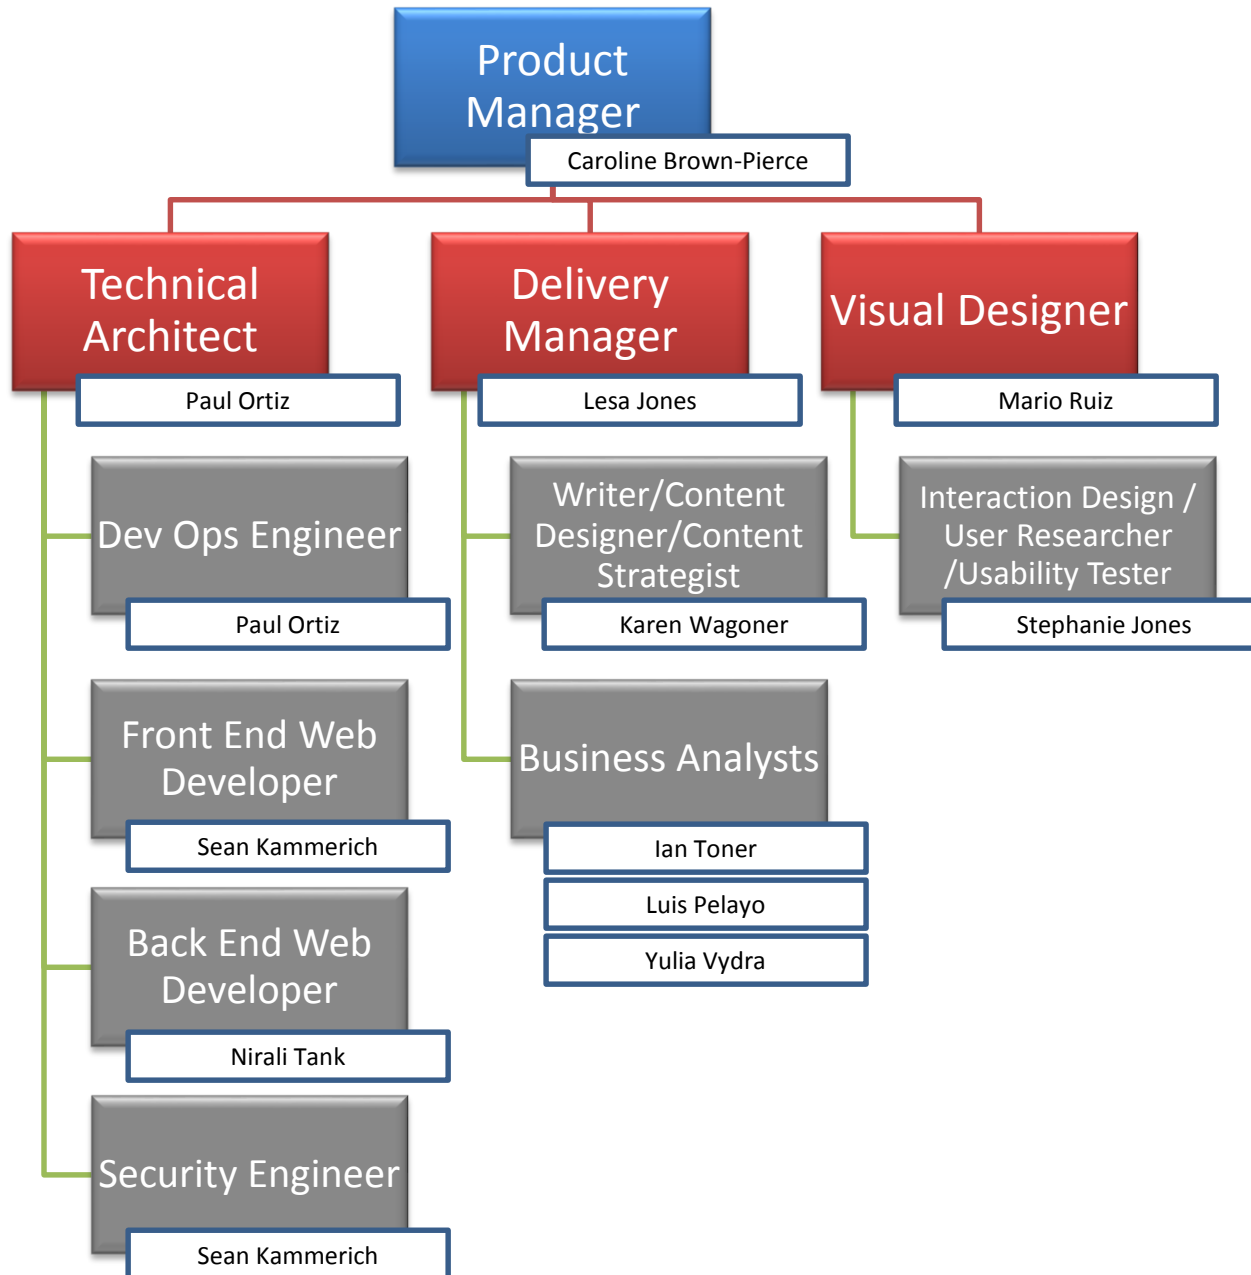 Product
Manager
Caroline Brown-Pierce
Technical
Architect
Paul Ortiz
Delivery
Manager
Lesa Jones
Visual Designer
Mario Ruiz
Dev Ops Engineer
Paul Ortiz
Writer/Content
Designer/Content
Strategist
Karen Wagoner
Interaction Design /
User Researcher
/Usability Tester
Stephanie Jones
Front End Web
Developer
Sean Kammerich
Business Analysts
Ian Toner
Luis Pelayo
Yulia Vydra
Back End Web
Developer
Nirali Tank
Security Engineer
Sean Kammerich